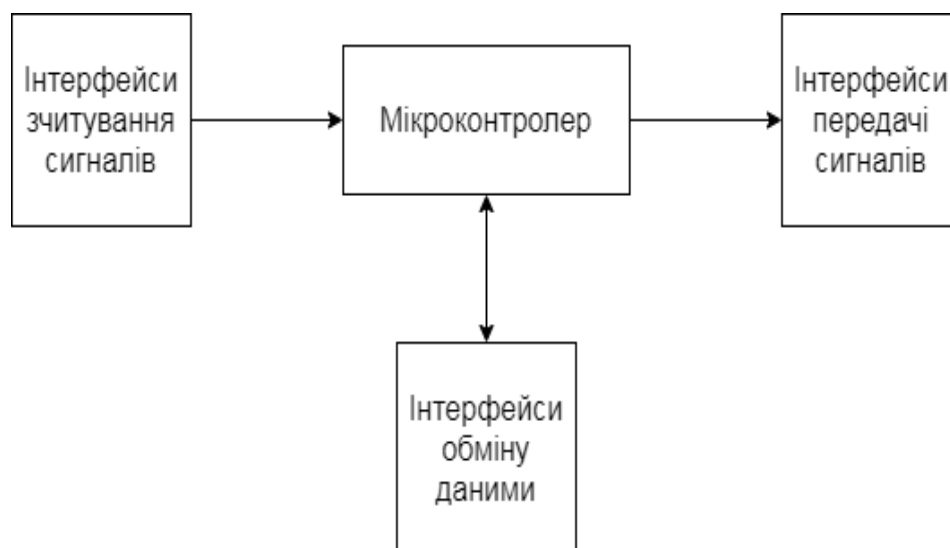 Інтерфейси
зчитування
сигналів
Мікроконтролер
Інтерфейси
передачі
сигналів
Інтерфейси
обміну
даними